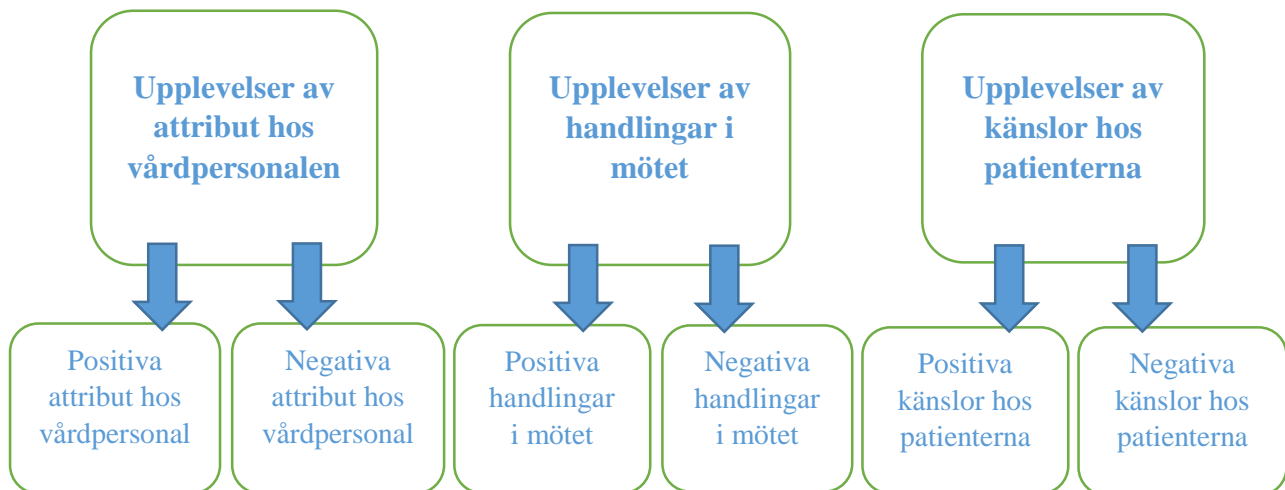 Upplevelser av
attribut hos
vårdpersonalen
Upplevelser av
handlingar i
mötet
Upplevelser av
känslor hos
patienterna
Positiva
attribut hos
vårdpersonal
Negativa
attribut hos
vårdpersonal
Positiva
handlingar
i mötet
Negativa
handlingar
i mötet
Positiva
känslor hos
patienterna
Negativa
känslor hos
patienterna